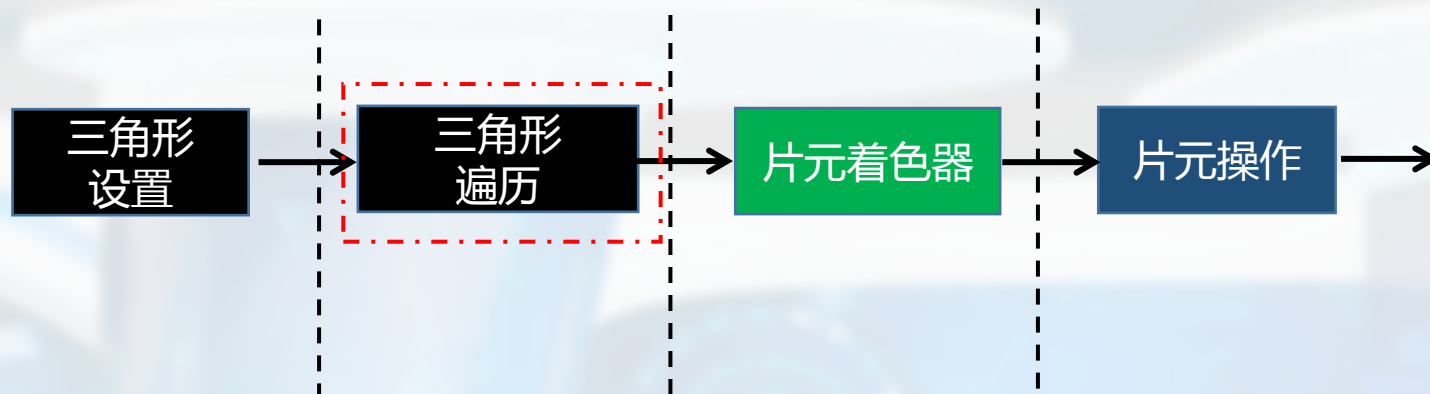 三角形
设置
三角形
遍历
片元着色器
片元操作